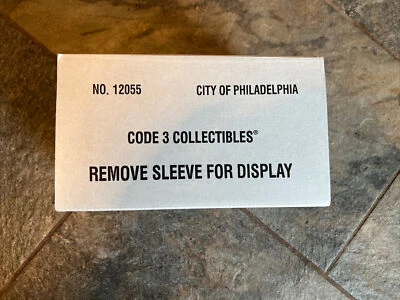 NO. 12055 CITY OF PHILADELPHIA
CODE 3 COLLECTIBLES®
REMOVE SLEEVE FOR DISPLAY